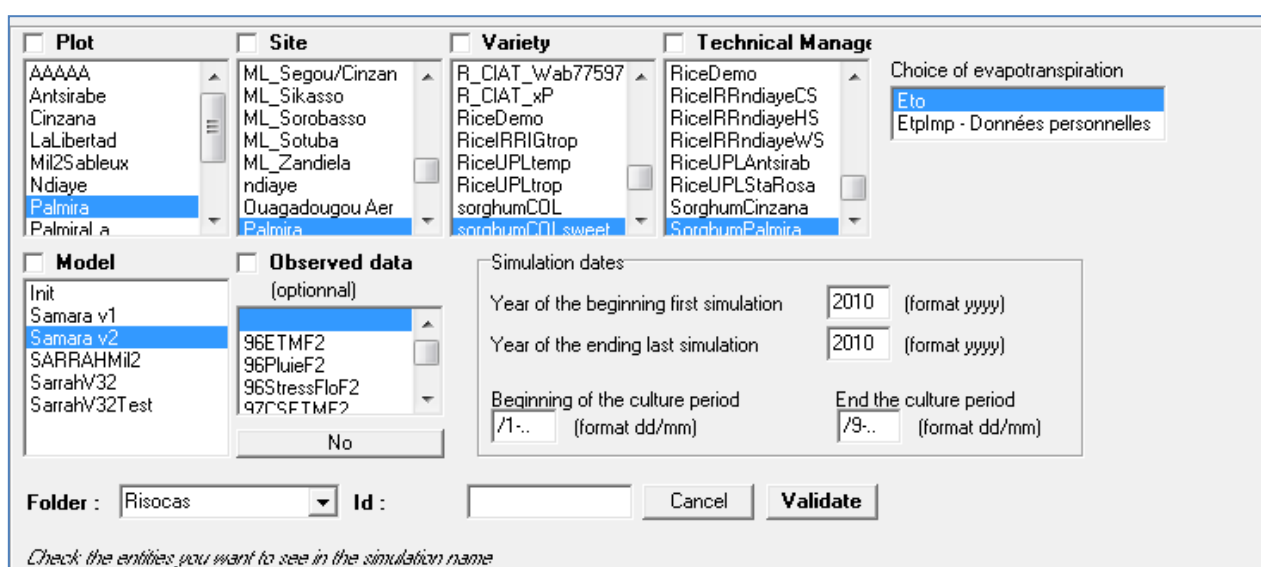 Plot
AAAAA
Antsirabe
Cinzana
LaLibertad
Mil2Sableux
Ndiaye
Palmira
PalmiraLa
Site
ML_Segou/Cinzan
ML_Sikasso
ML_Sorobasso
ML_Sotuba
ML_Zandiela
ndiaye
Ouagadougou Aer
Palmira
Variety
R_CIAT_Wab77597
R_CIAT_xP
RiceDemo
RiceIRRIGtrop
RiceUPLtemp
RiceUPLtrop
sorghumCOL
sorghumCOLsweet
Technical Manage
RiceDemo
RiceIRRndiayeCS
RiceIRRndiayeHS
RiceIRRndiayeWS
RiceUPLAntsirab
RiceUPLStaRosa
SorghumCinzana
SorghumPalmira
Choice of evapotranspiration
Eto
EtpImp - Données personnelles
Model
Init
Samara v1
Samara v2
SARRAHMil2
SarrahV32
SarrahV32Test
Observed data
(optionnal)
96ETMF2
96PluieF2
96StressFloF2
97CSETMF2
No
Simulation dates
Year of the beginning first simulation 2010 (format yyyy)
Year of the ending last simulation 2010 (format yyyy)
Beginning of the culture period
/1-.. (format dd/mm)
End the culture period
/9-.. (format dd/mm)
Folder : Risocas Id : Cancel Validate
Check the entities you want to see in the simulation name